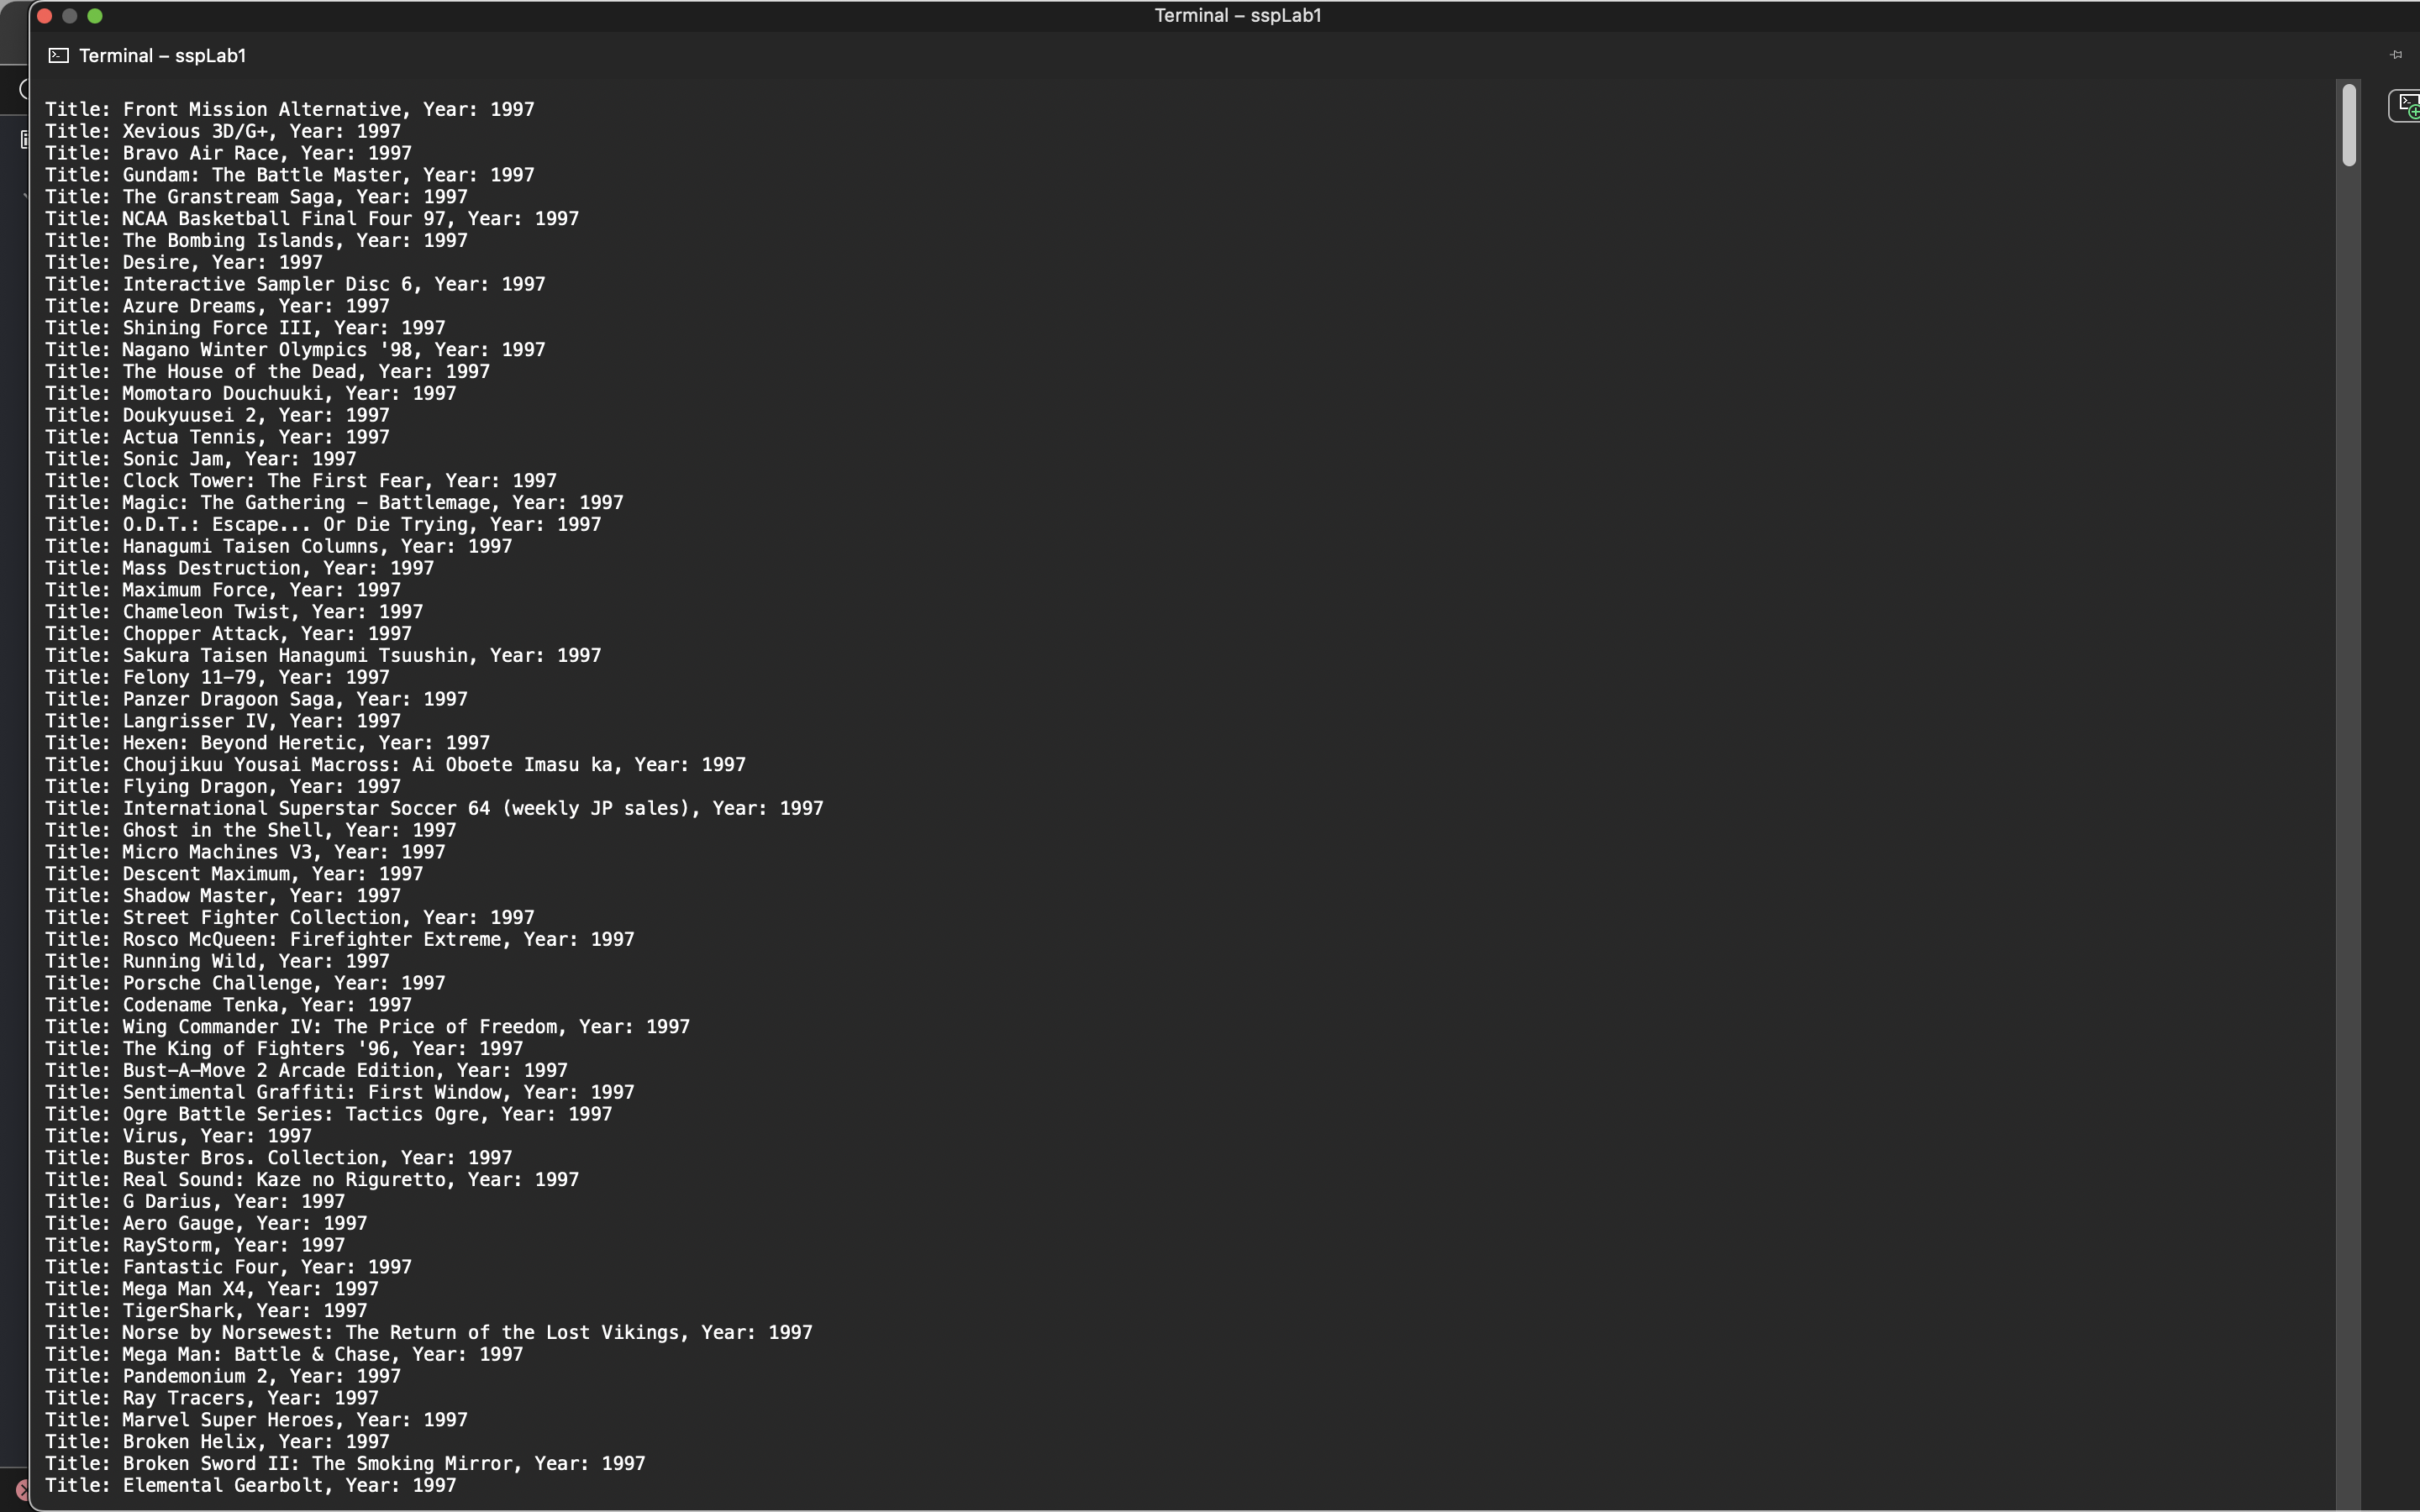 Terminal – sspLab1
Terminal – sspLab1
Title: Front Mission Alternative, Year: 1997
Title: Xevious 3D/G+, Year: 1997
Title: Bravo Air Race, Year: 1997
Title: Gundam: The Battle Master, Year: 1997
Title: The Granstream Saga, Year: 1997
Title: NCAA Basketball Final Four 97, Year: 1997
Title: The Bombing Islands, Year: 1997
Title: Desire, Year: 1997
Title: Interactive Sampler Disc 6, Year: 1997
Title: Azure Dreams, Year: 1997
Title: Shining Force III, Year: 1997
Title: Nagano Winter Olympics '98, Year: 1997
Title: The House of the Dead, Year: 1997
Title: Momotaro Douchuuki, Year: 1997
Title: Doukyuusei 2, Year: 1997
Title: Actua Tennis, Year: 1997
Title: Sonic Jam, Year: 1997
Title: Clock Tower: The First Fear, Year: 1997
Title: Magic: The Gathering - Battlemage, Year: 1997
Title: O.D.T.: Escape... Or Die Trying, Year: 1997
Title: Hanagumi Taisen Columns, Year: 1997
Title: Mass Destruction, Year: 1997
Title: Maximum Force, Year: 1997
Title: Chameleon Twist, Year: 1997
Title: Chopper Attack, Year: 1997
Title: Sakura Taisen Hanagumi Tsuushin, Year: 1997
Title: Felony 11-79, Year: 1997
Title: Panzer Dragoon Saga, Year: 1997
Title: Langrisser IV, Year: 1997
Title: Hexen: Beyond Heretic, Year: 1997
Title: Choujikuu Yousai Macross: Ai Oboete Imasu ka, Year: 1997
Title: Flying Dragon, Year: 1997
Title: International Superstar Soccer 64 (weekly JP sales), Year: 1997
Title: Ghost in the Shell, Year: 1997
Title: Micro Machines V3, Year: 1997
Title: Descent Maximum, Year: 1997
Title: Shadow Master, Year: 1997
Title: Street Fighter Collection, Year: 1997
Title: Rosco McQueen: Firefighter Extreme, Year: 1997
Title: Running Wild, Year: 1997
Title: Porsche Challenge, Year: 1997
Title: Codename Tenka, Year: 1997
Title: Wing Commander IV: The Price of Freedom, Year: 1997
Title: The King of Fighters '96, Year: 1997
Title: Bust-A-Move 2 Arcade Edition, Year: 1997
Title: Sentimental Graffiti: First Window, Year: 1997
Title: Ogre Battle Series: Tactics Ogre, Year: 1997
Title: Virus, Year: 1997
Title: Buster Bros. Collection, Year: 1997
Title: Real Sound: Kaze no Riguretto, Year: 1997
Title: G Darius, Year: 1997
Title: Aero Gauge, Year: 1997
Title: RayStorm, Year: 1997
Title: Fantastic Four, Year: 1997
Title: Mega Man X4, Year: 1997
Title: TigerShark, Year: 1997
Title: Norse by Norsewest: The Return of the Lost Vikings, Year: 1997
Title: Mega Man: Battle & Chase, Year: 1997
Title: Pandemonium 2, Year: 1997
Title: Ray Tracers, Year: 1997
Title: Marvel Super Heroes, Year: 1997
Title: Broken Helix, Year: 1997
Title: Broken Sword II: The Smoking Mirror, Year: 1997
Title: Elemental Gearbolt, Year: 1997